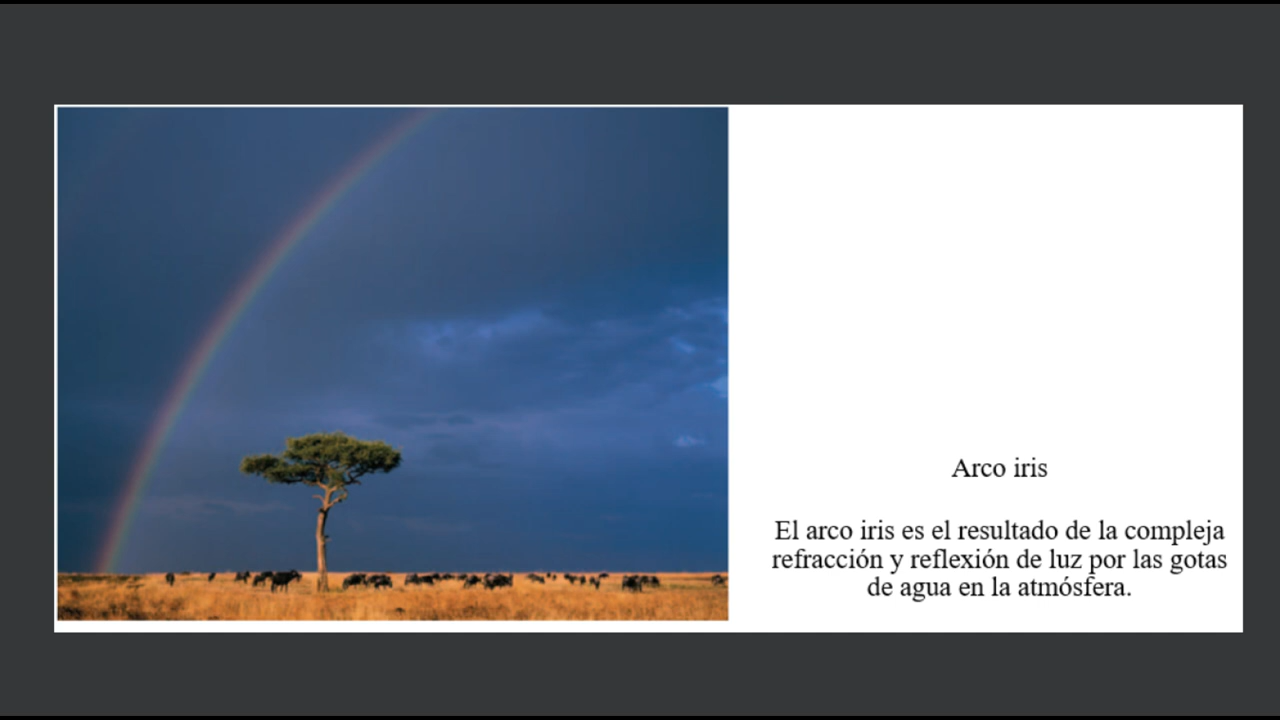 Arco iris
El arco iris es el resultado de la compleja
refracción y reflexión de luz por las gotas
de agua en la atmósfera.